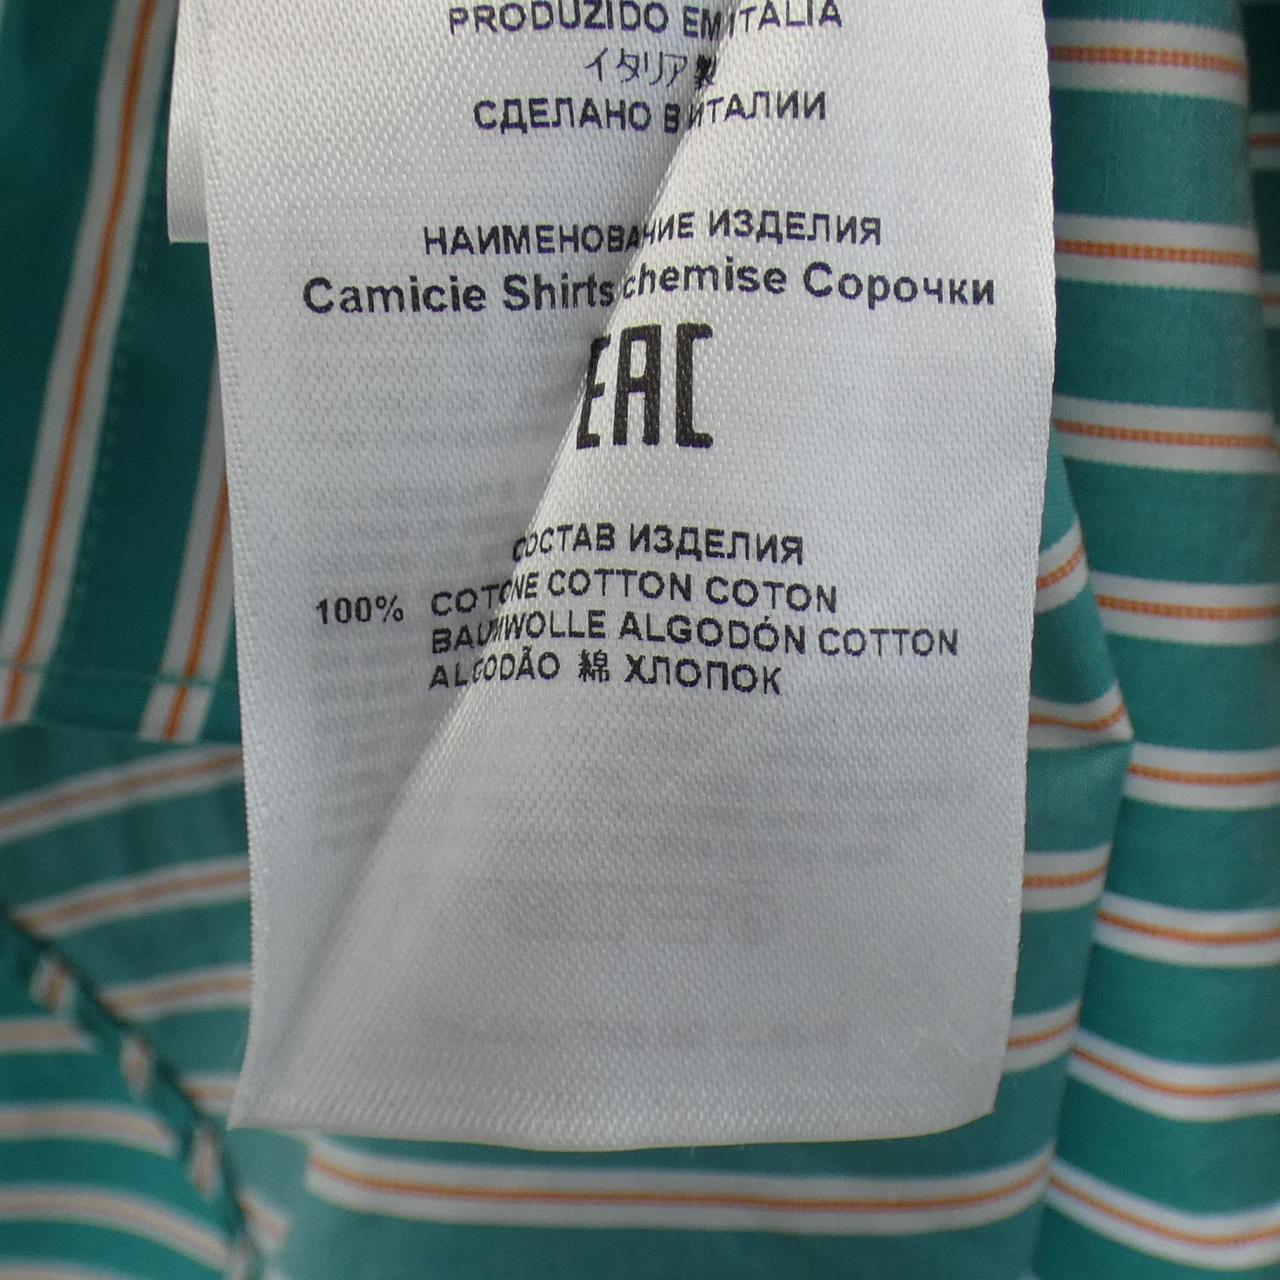 PRODUZIDO EM ITALIA
イタリア製
СДЕЛАНО В ИТАЛИИ
НАИМЕНОВАНИЕ ИЗДЕЛИЯ
Camicie Shirts chemise Сорочки
EAC
СОСТАВ ИЗДЕЛИЯ
100% COTONE COTTON COTON
BAUMWOLLE ALGODÓN COTTON
ALGODÃO 綿 ХЛОПОК